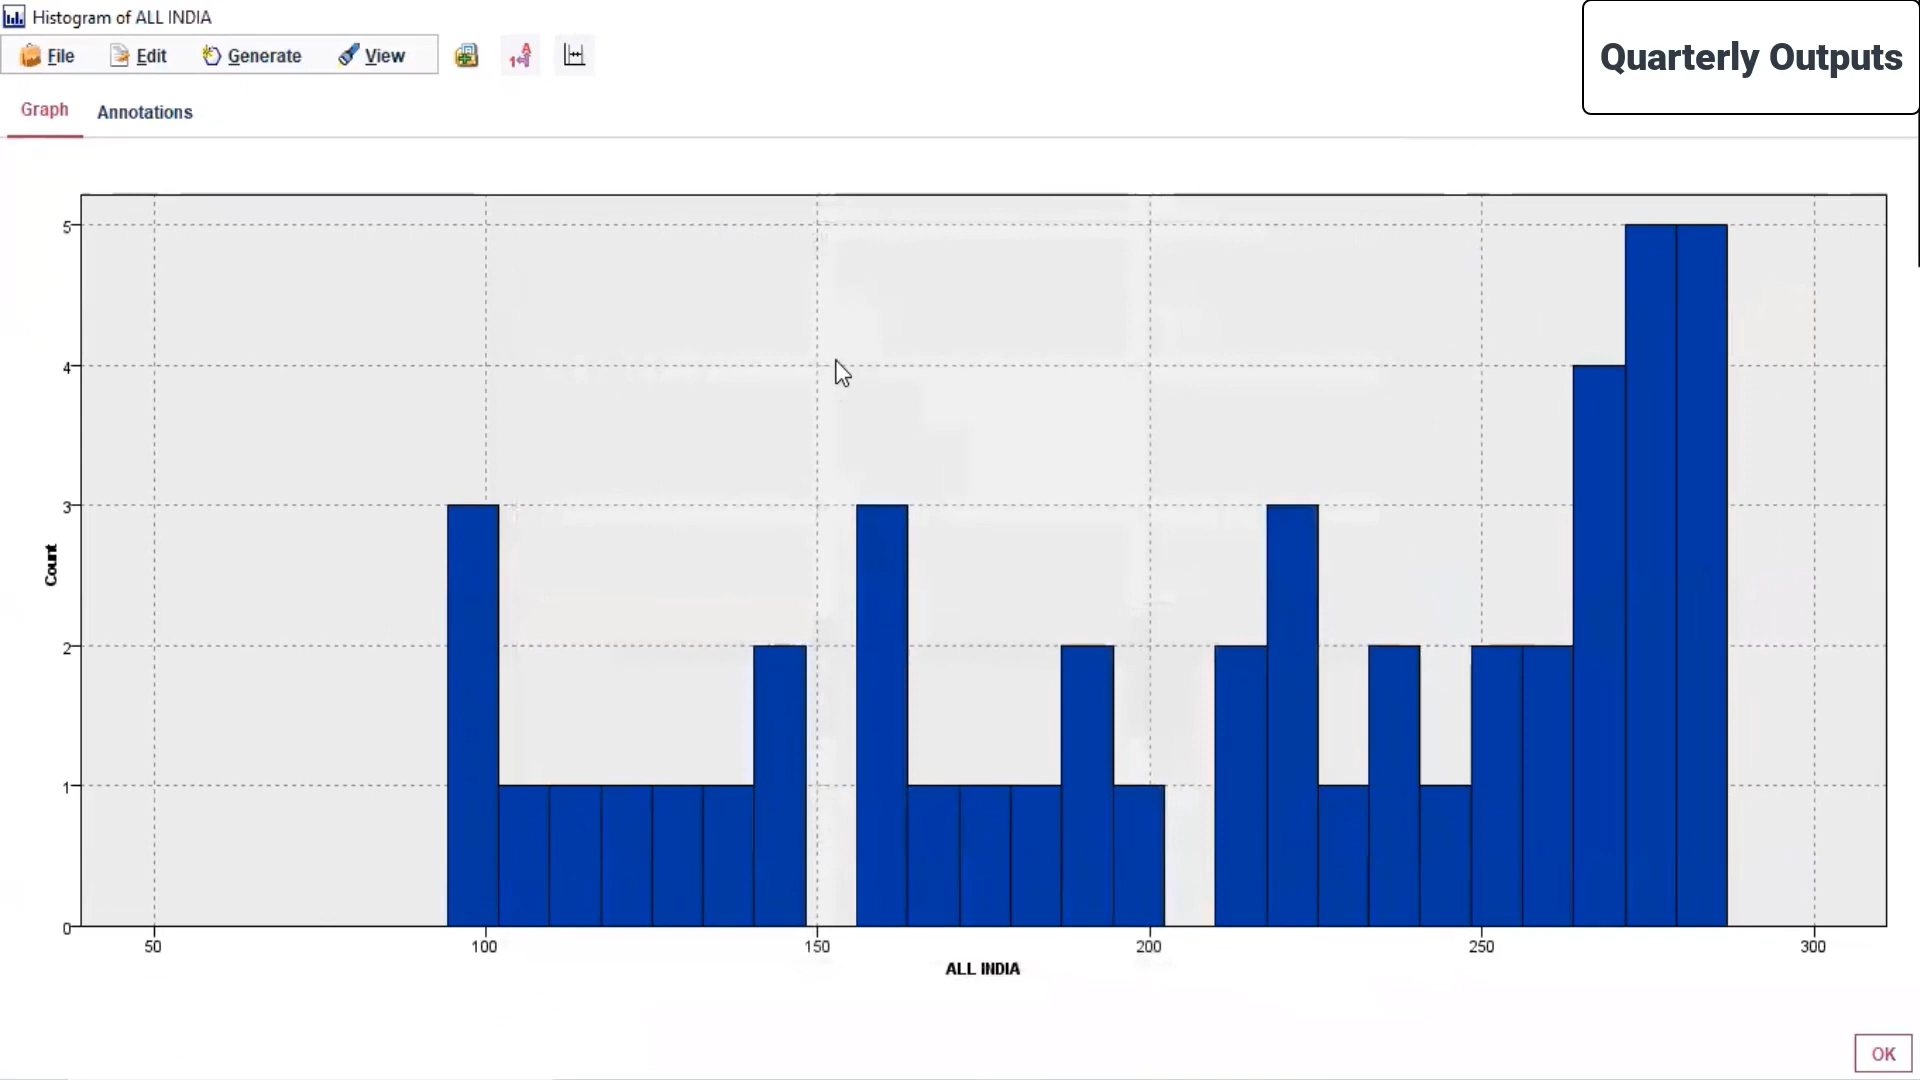 Histogram of ALL INDIA
File Edit Generate View
Quarterly Outputs
Graph Annotations
5
4
3
2
1
0
Count
50 100 150 200 250 300
ALL INDIA
OK